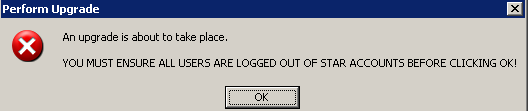 Perform Upgrade
An upgrade is about to take place.
YOU MUST ENSURE ALL USERS ARE LOGGED OUT OF STAR ACCOUNTS BEFORE CLICKING OK!
OK